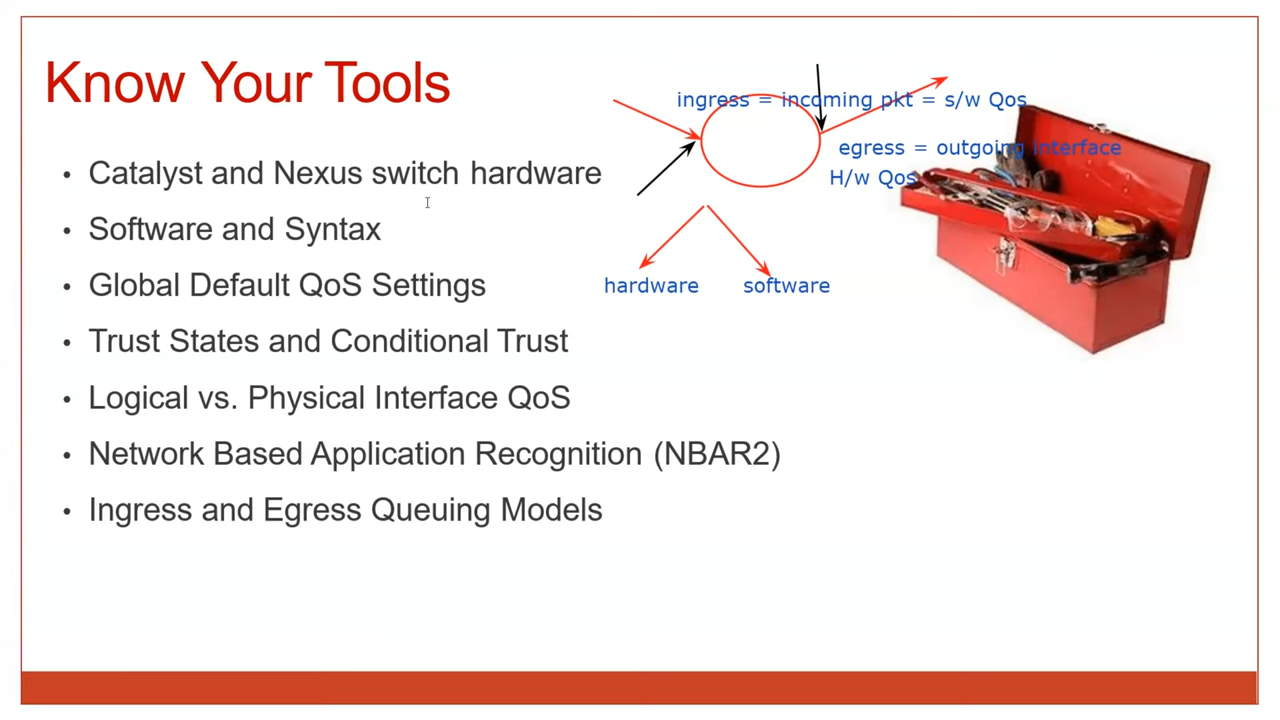 Know Your Tools
ingress = incoming pkt = s/w Qos
egress = outgoing interface
H/w Qos
hardware
software
• Catalyst and Nexus switch hardware
• Software and Syntax
• Global Default QoS Settings
• Trust States and Conditional Trust
• Logical vs. Physical Interface QoS
• Network Based Application Recognition (NBAR2)
• Ingress and Egress Queuing Models